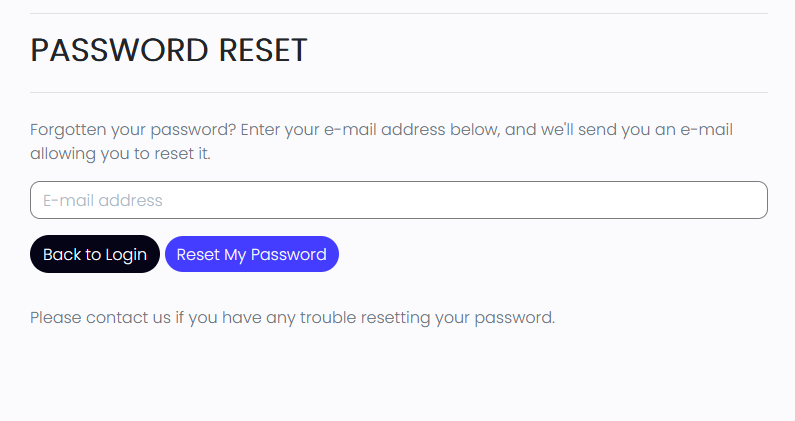 PASSWORD RESET
Forgotten your password? Enter your e-mail address below, and we'll send you an e-mail
allowing you to reset it.
E-mail address
Back to Login Reset My Password
Please contact us if you have any trouble resetting your password.